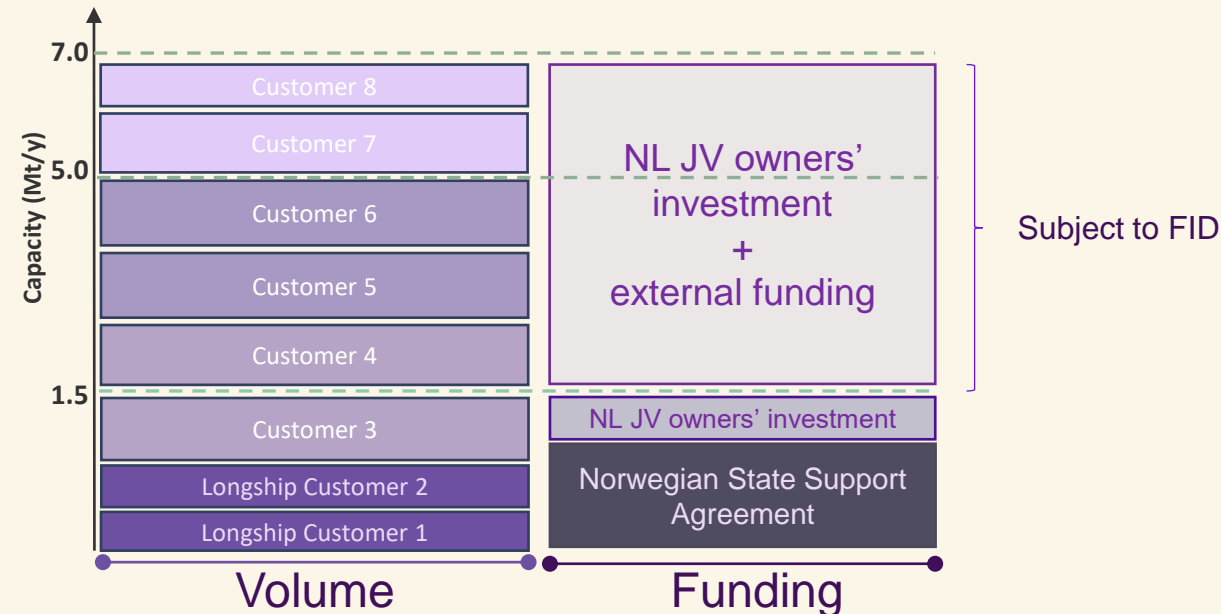 7.0
5.0
1.5
Capacity (Mt/y)
Customer 8
Customer 7
Customer 6
Customer 5
Customer 4
Customer 3
Longship Customer 2
Longship Customer 1
Volume
NL JV owners’
investment
+
external funding
NL JV owners’ investment
Norwegian State Support
Agreement
Funding
Subject to FID